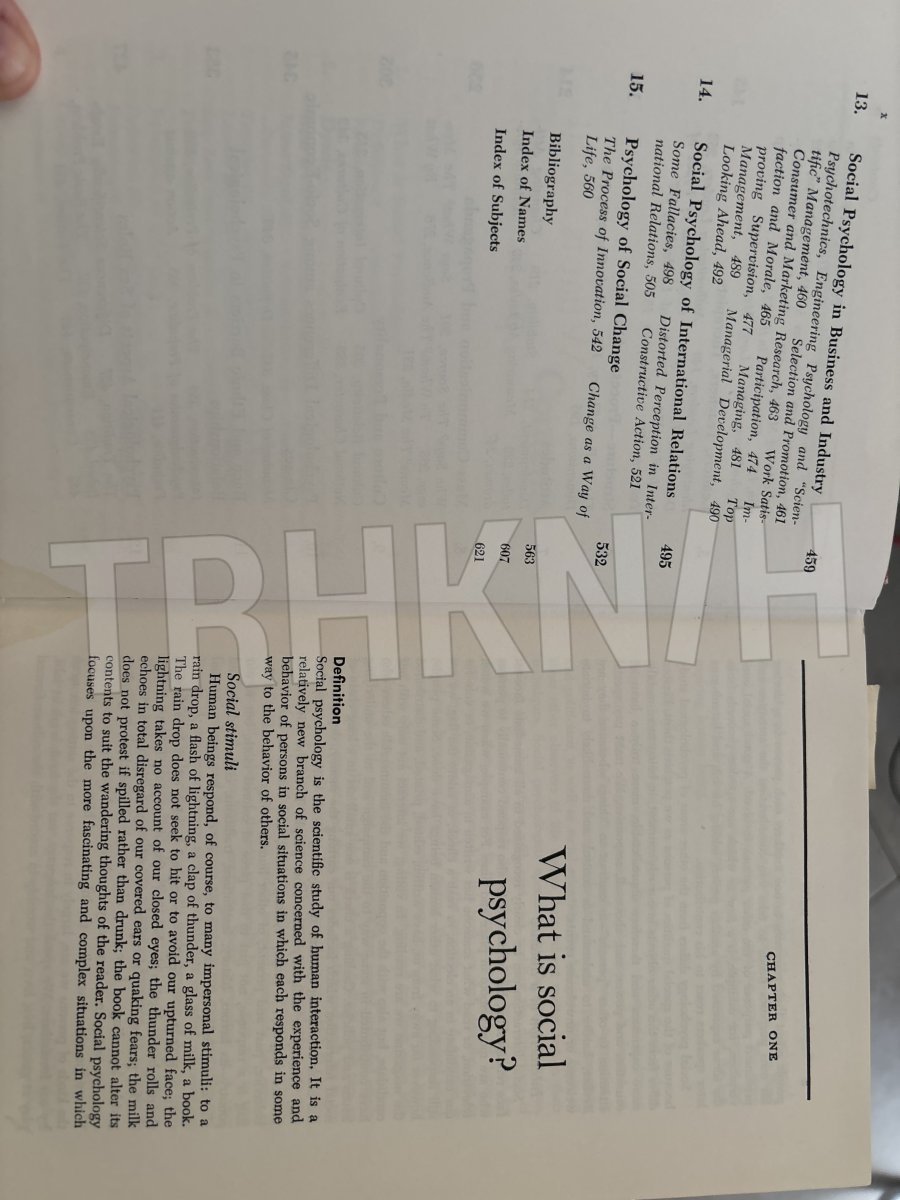 x
13. Social Psychology in Business and Industry 459
Psychotechnics, Engineering Psychology and "Scien-
tific" Management, 460 Selection and Promotion, 461
Consumer and Marketing Research, 463 Work Satis-
faction and Morale, 465 Participation, 474 Im-
proving Supervision, 477 Managing, 481 Top
Management, 489 Managerial Development, 490
Looking Ahead, 492
14. Social Psychology of International Relations 495
Some Fallacies, 498 Distorted Perception in Inter-
national Relations, 505 Constructive Action, 521
15. Psychology of Social Change 532
The Process of Innovation, 542 Change as a Way of
Life, 560
Bibliography 563
Index of Names 607
Index of Subjects 621
CHAPTER ONE
What is social
psychology?
Definition
Social psychology is the scientific study of human interaction. It is a
relatively new branch of science concerned with the experience and
behavior of persons in social situations in which each responds in some
way to the behavior of others.
Social stimuli
Human beings respond, of course, to many impersonal stimuli: to a
rain drop, a flash of lightning, a clap of thunder, a glass of milk, a book.
The rain drop does not seek to hit or to avoid our upturned face; the
lightning takes no account of our closed eyes; the thunder rolls and
echoes in total disregard of our covered ears or quaking fears; the milk
does not protest if spilled rather than drunk; the book cannot alter its
contents to suit the wandering thoughts of the reader. Social psychology
focuses upon the more fascinating and complex situations in which
TRHKN/H